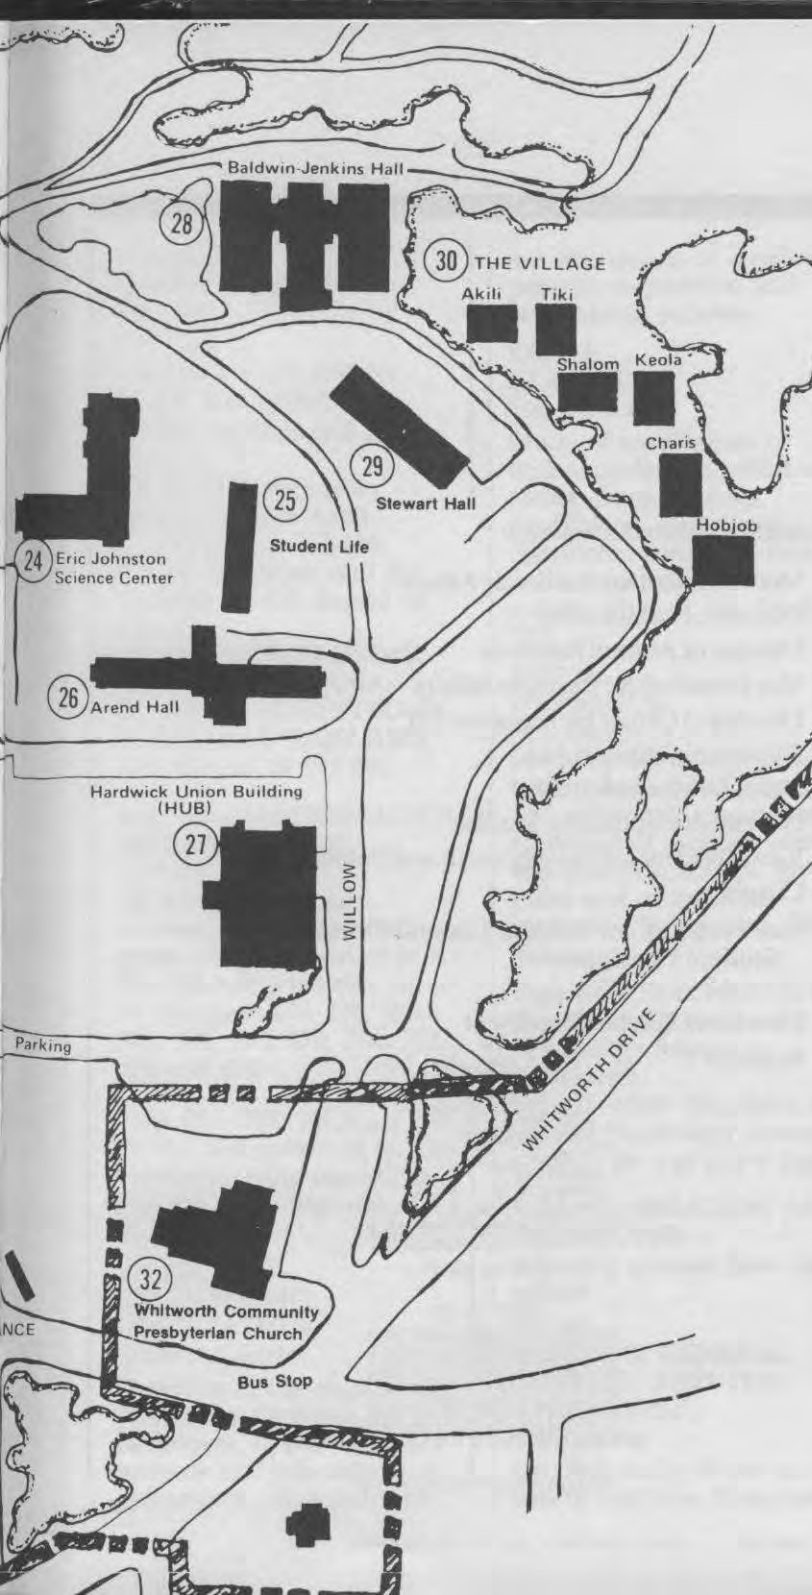 Baldwin-Jenkins Hall
28
30 THE VILLAGE
Akili Tiki
Shalom Keola
Charis
Hobjob
29
Stewart Hall
25
Student Life
24 Eric Johnston
Science Center
26 Arend Hall
Hardwick Union Building
(HUB)
27
WILLOW
Parking
WHITWORTH DRIVE
32
Whitworth Community
Presbyterian Church
NCE
Bus Stop